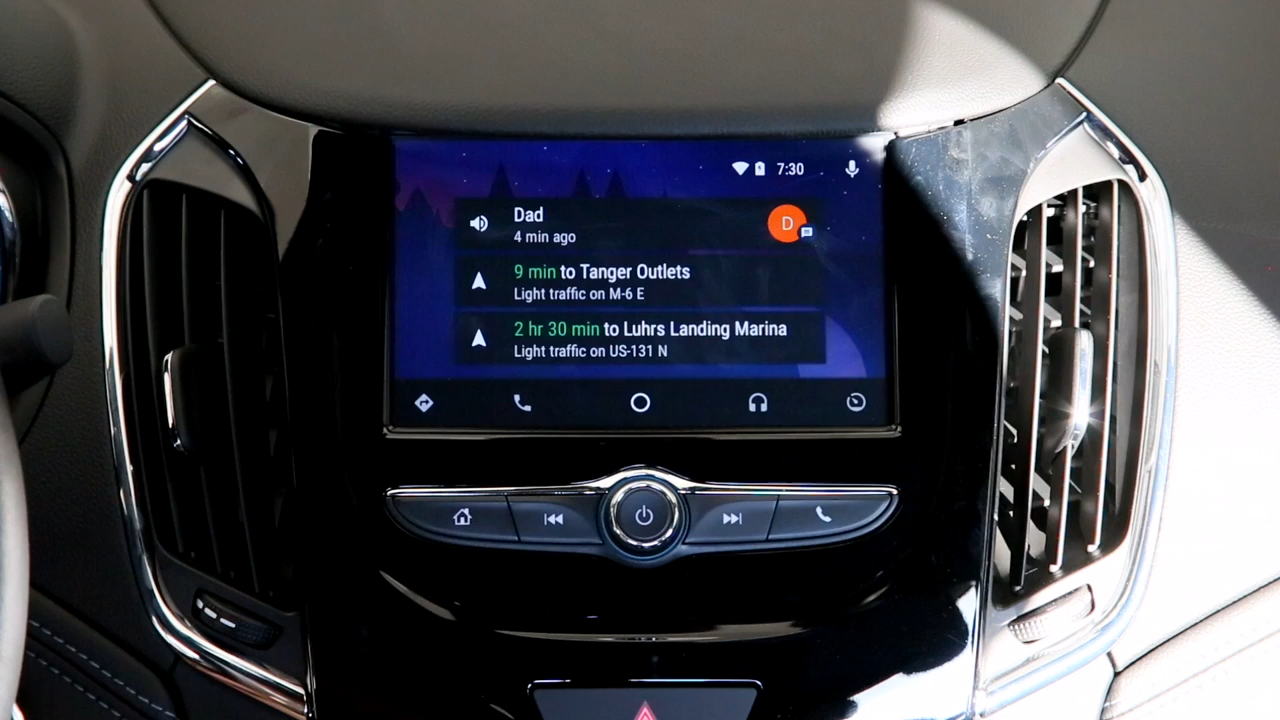 7:30
Dad
4 min ago
D
9 min to Tanger Outlets
Light traffic on M-6 E
2 hr 30 min to Luhrs Landing Marina
Light traffic on US-131 N